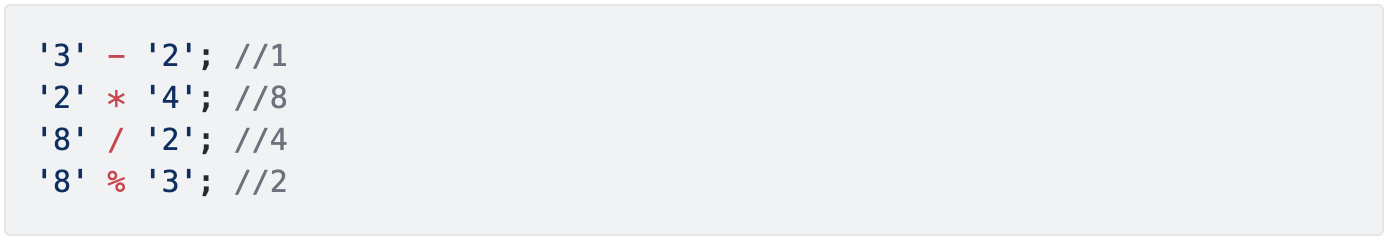 '3' - '2'; //1
'2' * '4'; //8
'8' / '2'; //4
'8' % '3'; //2